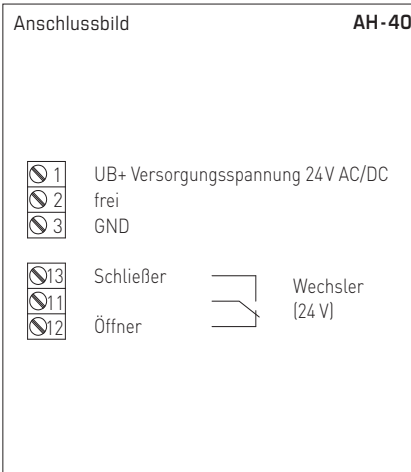 Anschlussbild AH-40
1 UB+ Versorgungsspannung 24V AC/DC
2 frei
3 GND
13 Schließer
Wechsler
11
(24 V)
12 Öffner